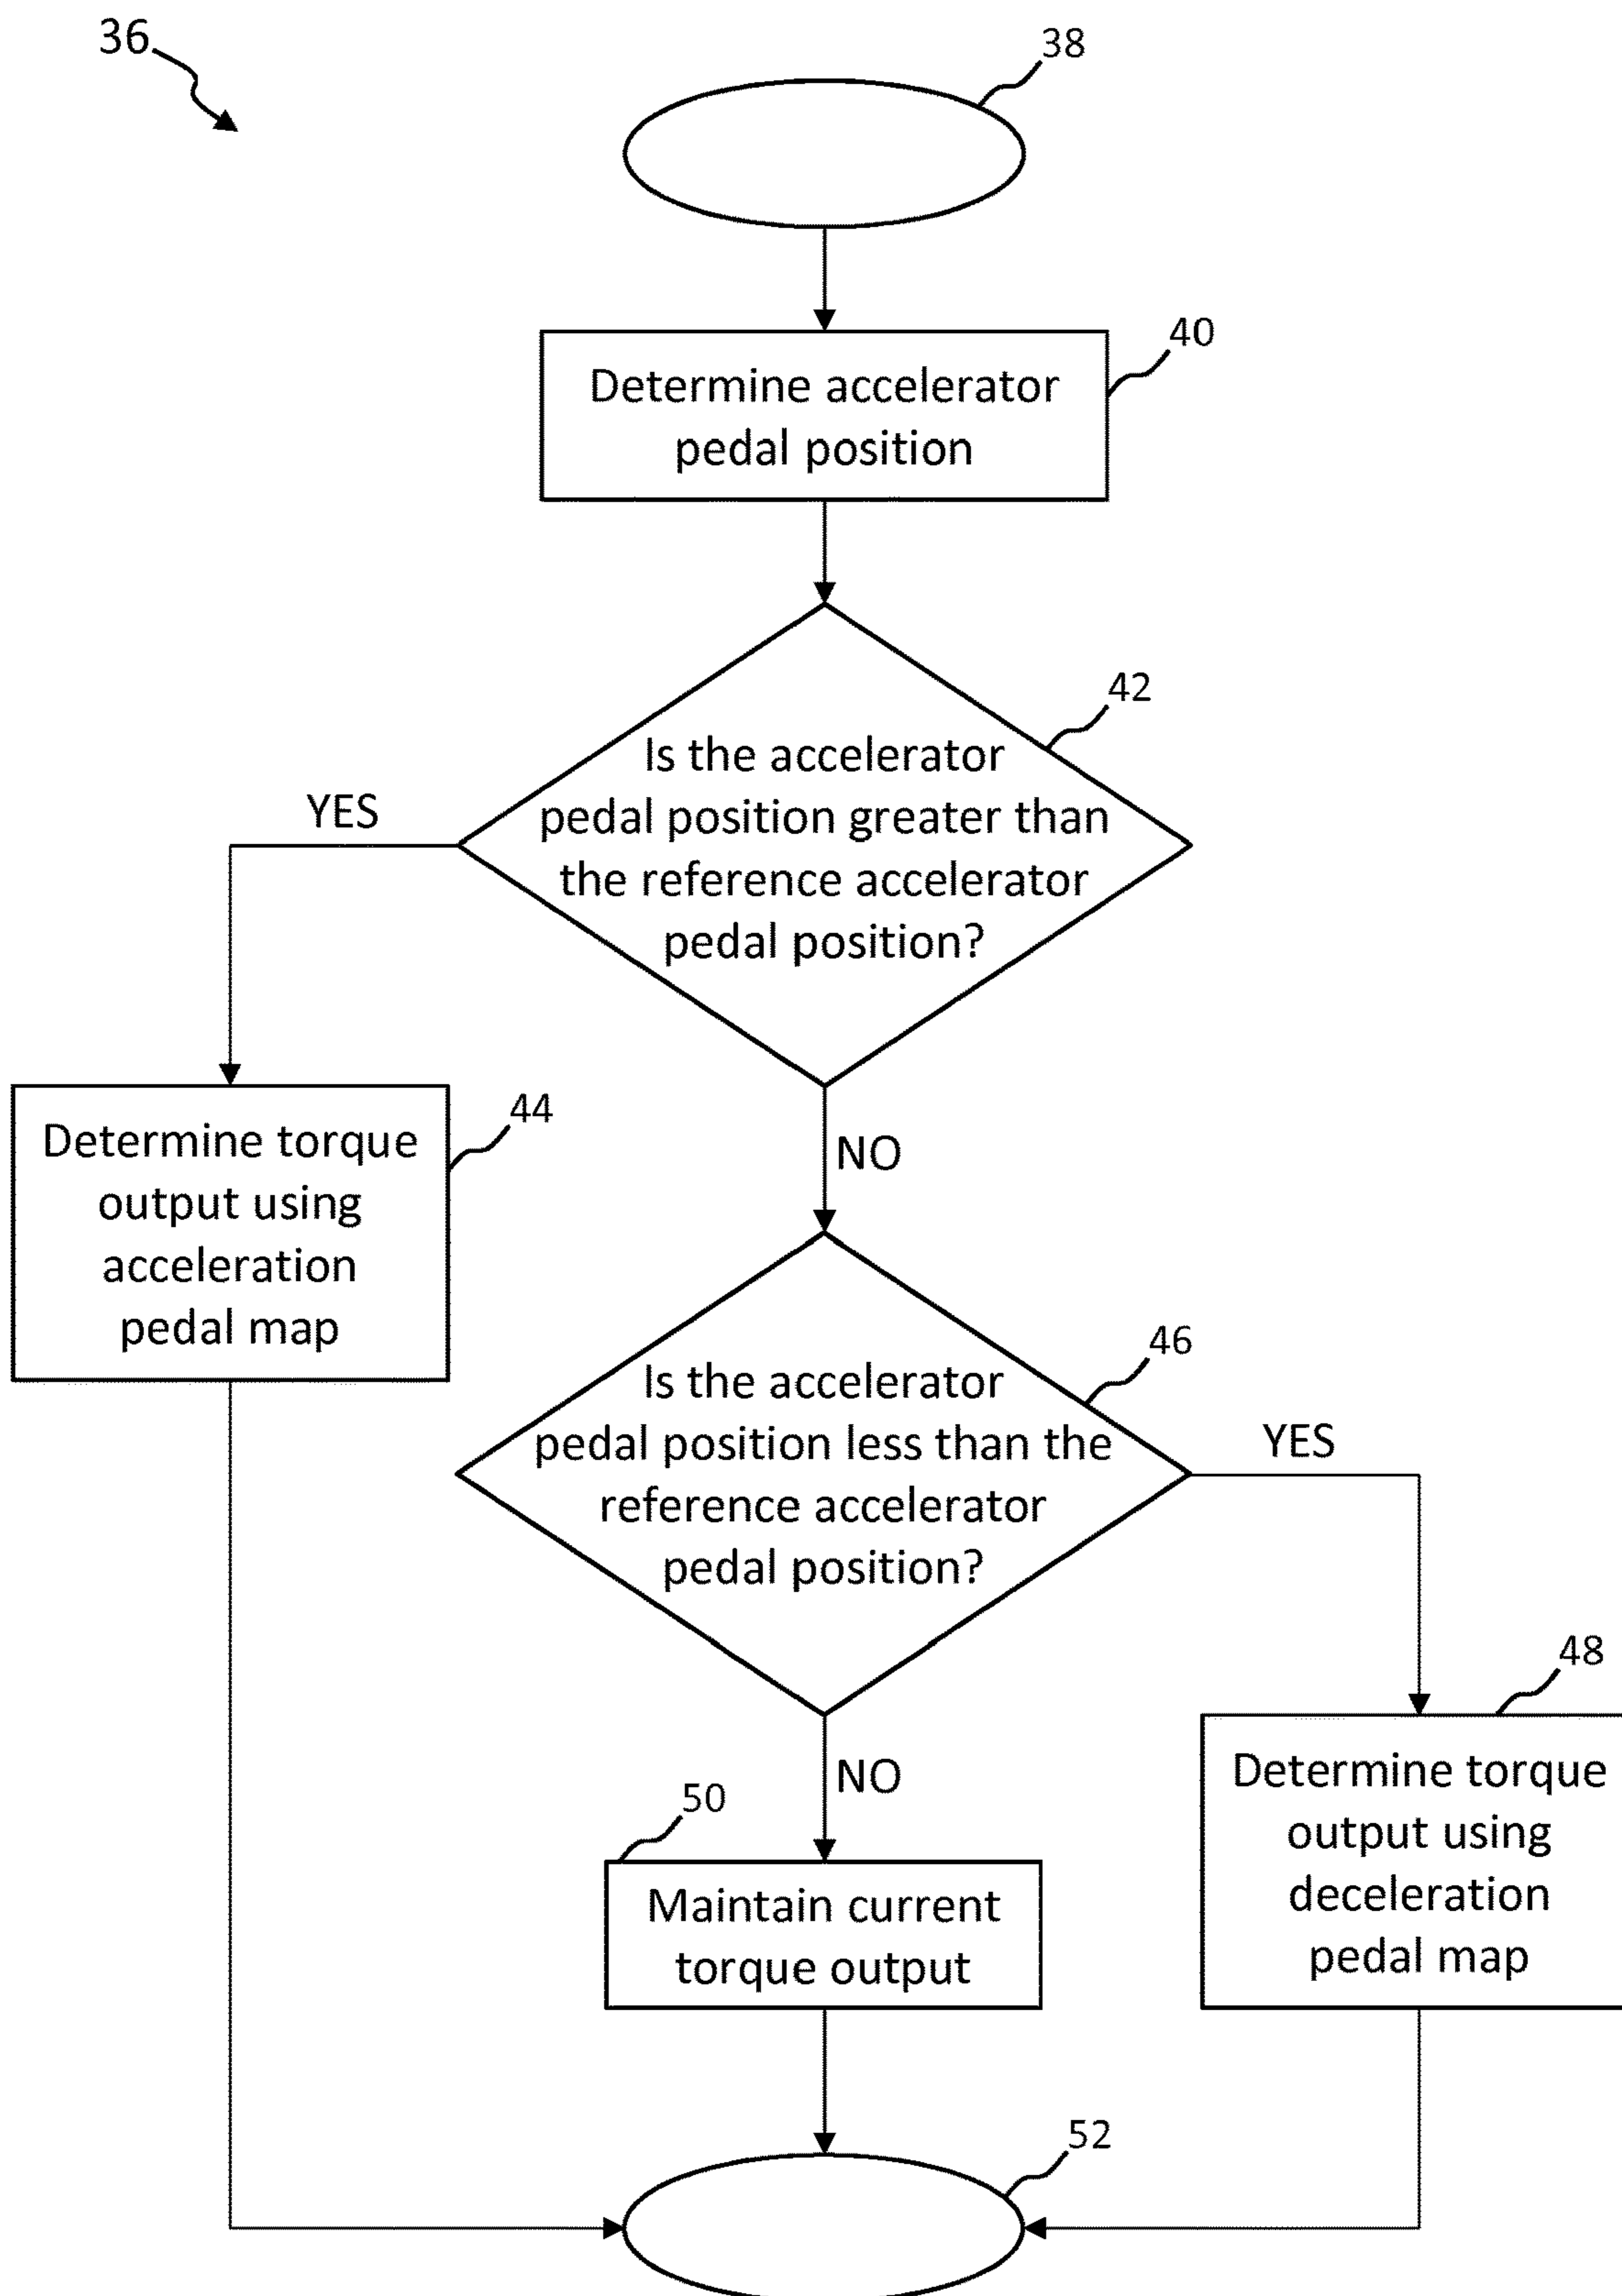 36
38
40
Determine accelerator
pedal position
42
Is the accelerator
pedal position greater than
the reference accelerator
pedal position?
YES
NO
44
Determine torque
output using
acceleration
pedal map
46
Is the accelerator
pedal position less than the
reference accelerator
pedal position?
YES
NO
48
Determine torque
output using
deceleration
pedal map
50
Maintain current
torque output
52